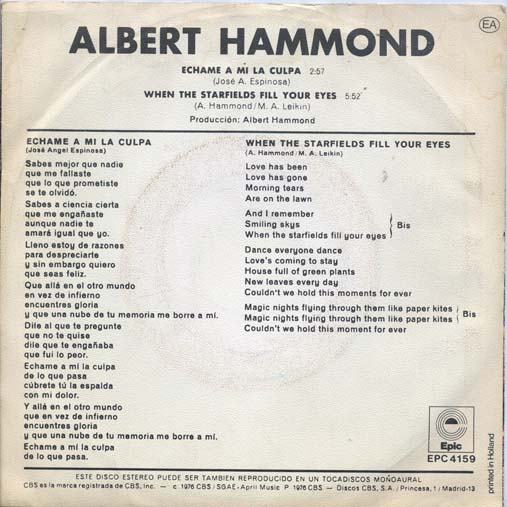 ALBERT HAMMOND
EA
ECHAME A MI LA CULPA 2:57
(José A. Espinosa)
WHEN THE STARFIELDS FILL YOUR EYES 5:52
(A. Hammond/M. A. Leikin)
Producción: Albert Hammond
ECHAME A MI LA CULPA
(José Angel Espinosa)
Sabes mejor que nadie
que me fallaste
que lo que prometiste
se te olvidó.
Sabes a ciencia cierta
que me engañaste
aunque nadie te
amará igual que yo.
Lleno estoy de razones
para despreciarte
y sin embargo quiero
que seas feliz.
Que allá en el otro mundo
en vez de infierno
encuentres gloria
y que una nube de tu memoria me borre a mí.
Dile al que te pregunte
que no te quise
dile que te engañaba
que fui lo peor.
Echame a mí la culpa
de lo que pasa
cúbrete tú la espalda
con mi dolor.
Y allá en el otro mundo
que en vez de infierno
encuentres gloria
y que una nube de tu memoria me borre a mí.
Echame a mí la culpa
de lo que pasa.
WHEN THE STARFIELDS FILL YOUR EYES
(A. Hammond/M. A. Leikin)
Love has been
Love has gone
Morning tears
Are on the lawn
And I remember
Smiling skys
When the starfields fill your eyes
Bis
Dance everyone dance
Love's coming to stay
House full of green plants
New leaves every day
Couldn't we hold this moments for ever
Magic nights flying through them like paper kites
Magic nights flying through them like paper kites
Bis
Couldn't we hold this moment for ever
Epic
EPC 4159
printed in Holland
ESTE DISCO ESTEREO PUEDE SER TAMBIEN REPRODUCIDO EN UN TOCADISCOS MOÑOAURAL
CBS es la marca registrada de CBS, Inc. — c 1976 CBS / SGAE - April Music P 1976 CBS. — Discos CBS, S.A. / Princesa, 1 / Madrid-13